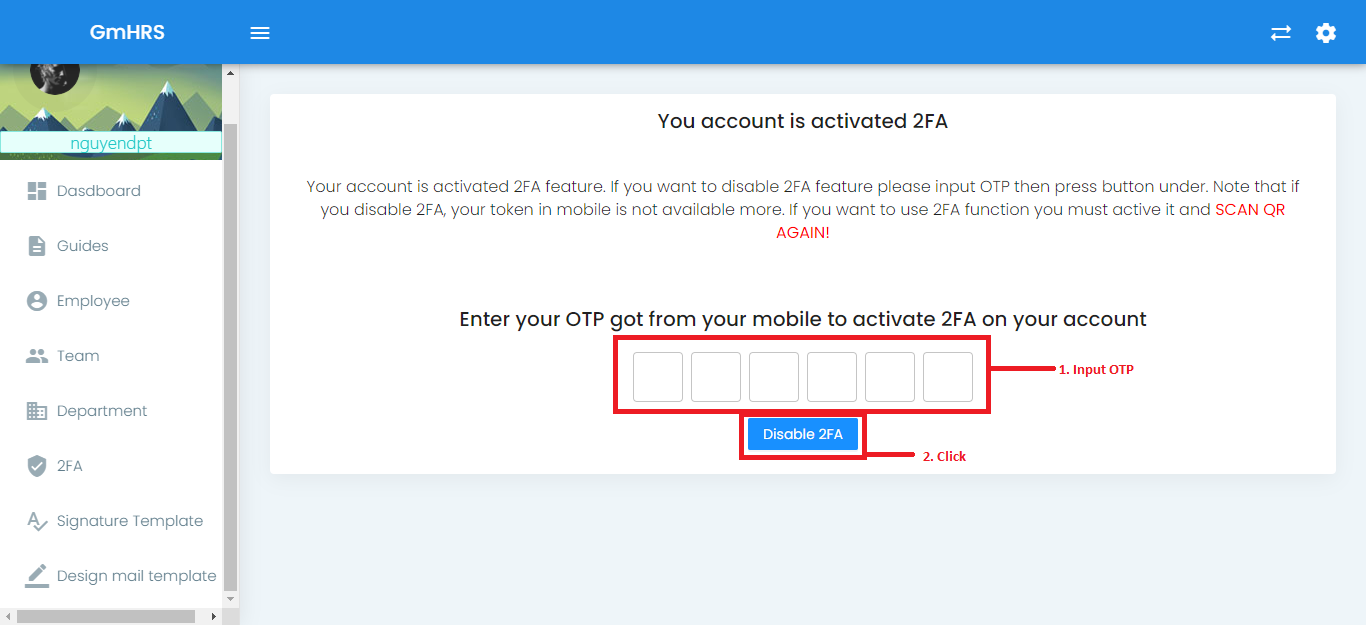 GmHRS
nguyendpt
Dasdboard
Guides
Employee
Team
Department
2FA
Signature Template
Design mail template
You account is activated 2FA
Your account is activated 2FA feature. If you want to disable 2FA feature please input OTP then press button under. Note that if
you disable 2FA, your token in mobile is not available more. If you want to use 2FA function you must active it and SCAN QR
AGAIN!
Enter your OTP got from your mobile to activate 2FA on your account
1. Input OTP
Disable 2FA
2. Click